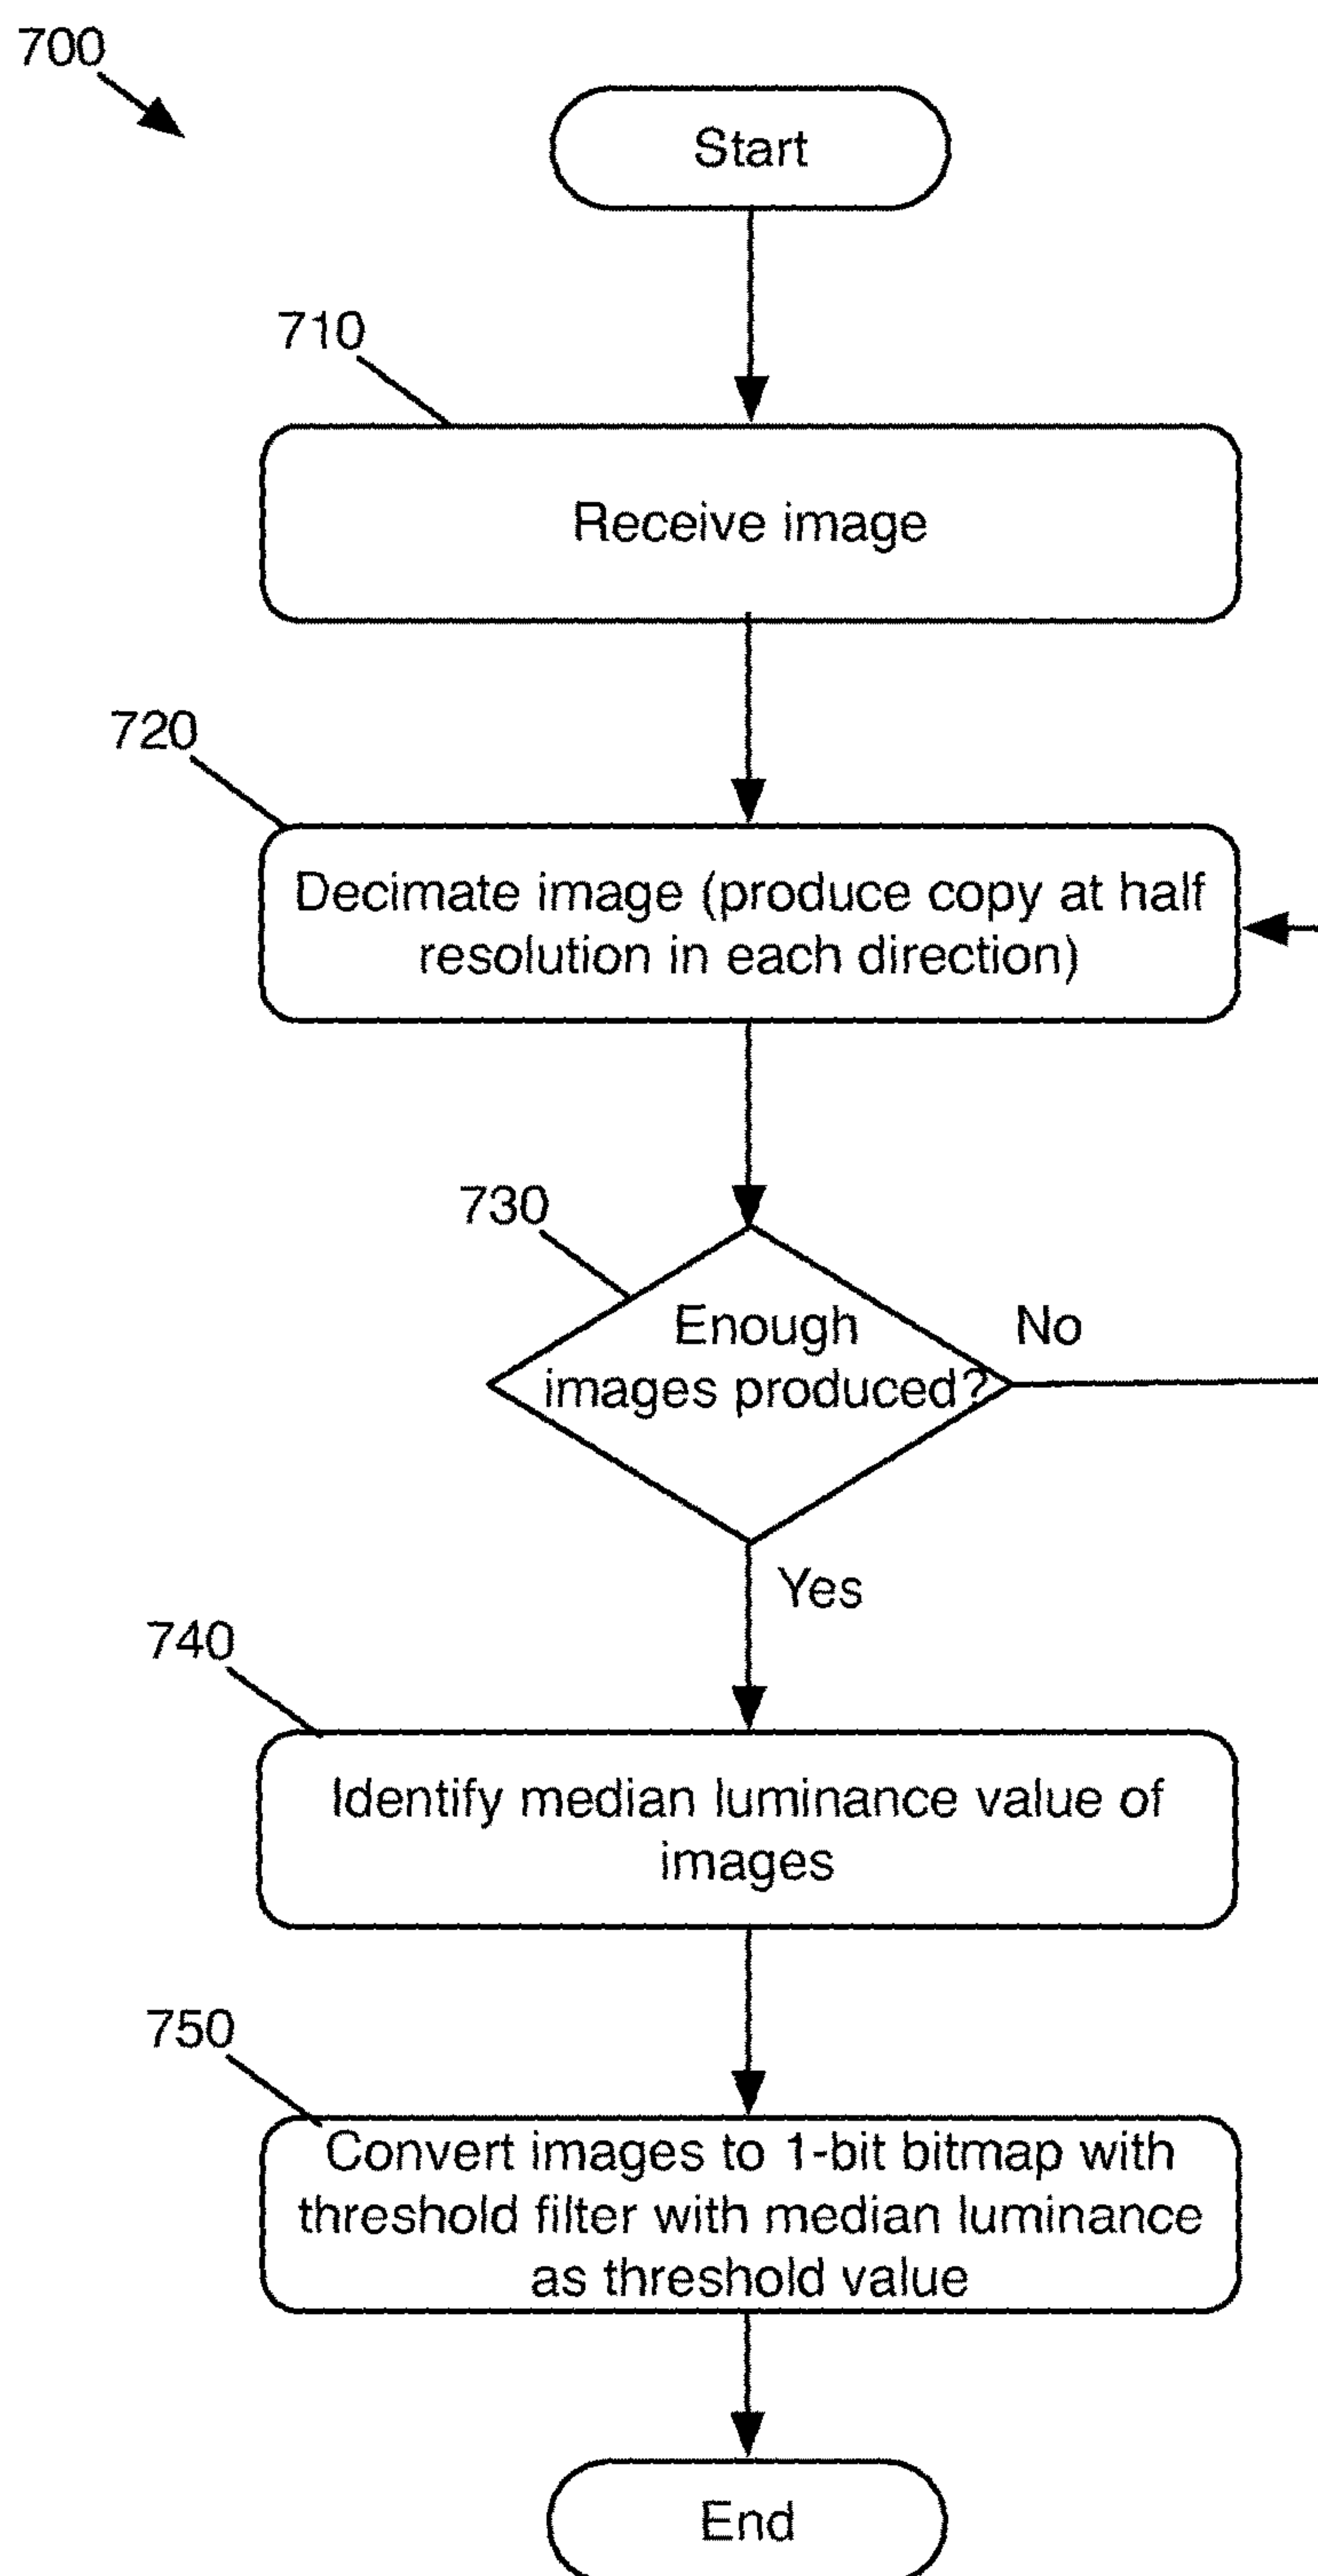 700
Start
710
Receive image
720
Decimate image (produce copy at half
resolution in each direction)
730
Enough
images produced?
No
Yes
740
Identify median luminance value of
images
750
Convert images to 1-bit bitmap with
threshold filter with median luminance
as threshold value
End